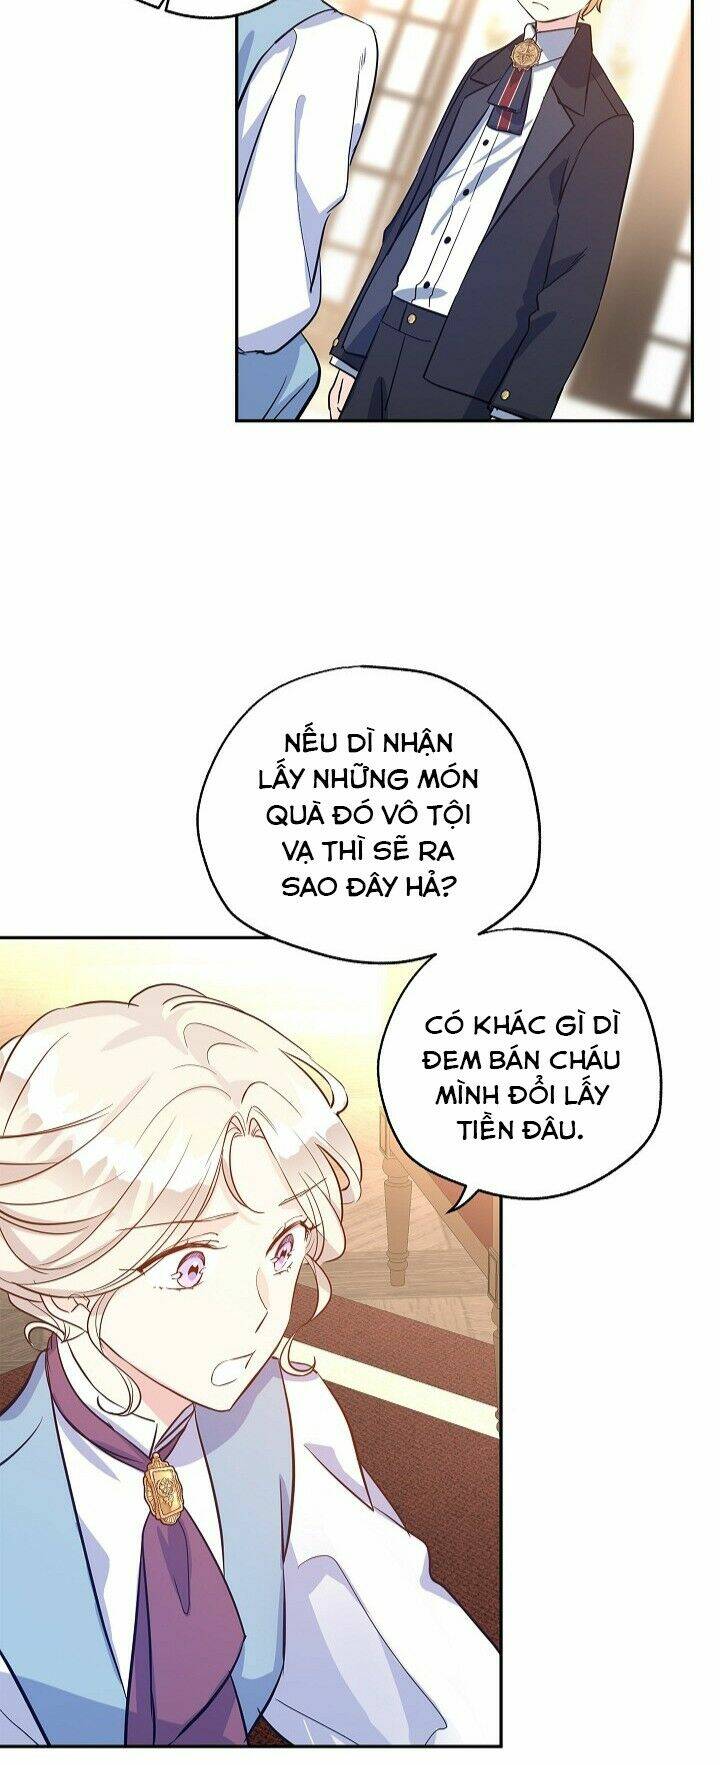 NẾU DÌ NHẬN
LẤY NHỮNG MÓN
QUÀ ĐÓ VÔ TỘI
VẠ THÌ SẼ RA
SAO ĐÂY HẢ?
CÓ KHÁC GÌ DÌ
ĐEM BÁN CHÁU
MÌNH ĐỔI LẤY
TIỀN ĐÂU.